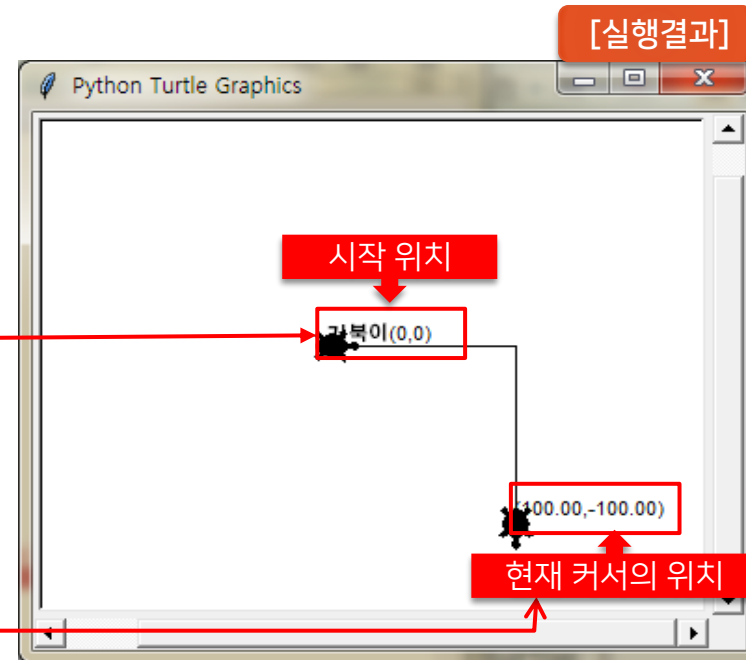 [실행결과]
Python Turtle Graphics
시작 위치
거북이(0,0)
(100.00,-100.00)
현재 커서의 위치